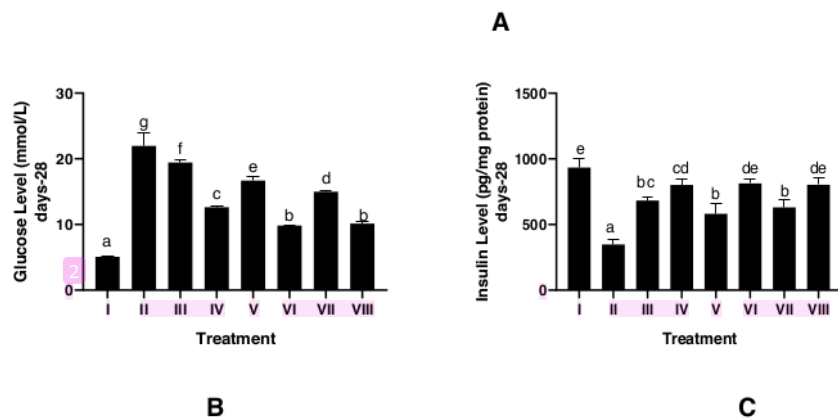 A
Glucose Level (mmol/L)
days-28
30
20
10
0
2
a
g
f
c
e
b
d
b
I II III IV V VI VII VIII
Treatment
B
Insulin Level (pg/mg protein)
days-28
1500
1000
500
0
e
a
bc
cd
b
de
b
de
I II III IV V VI VII VIII
Treatment
C